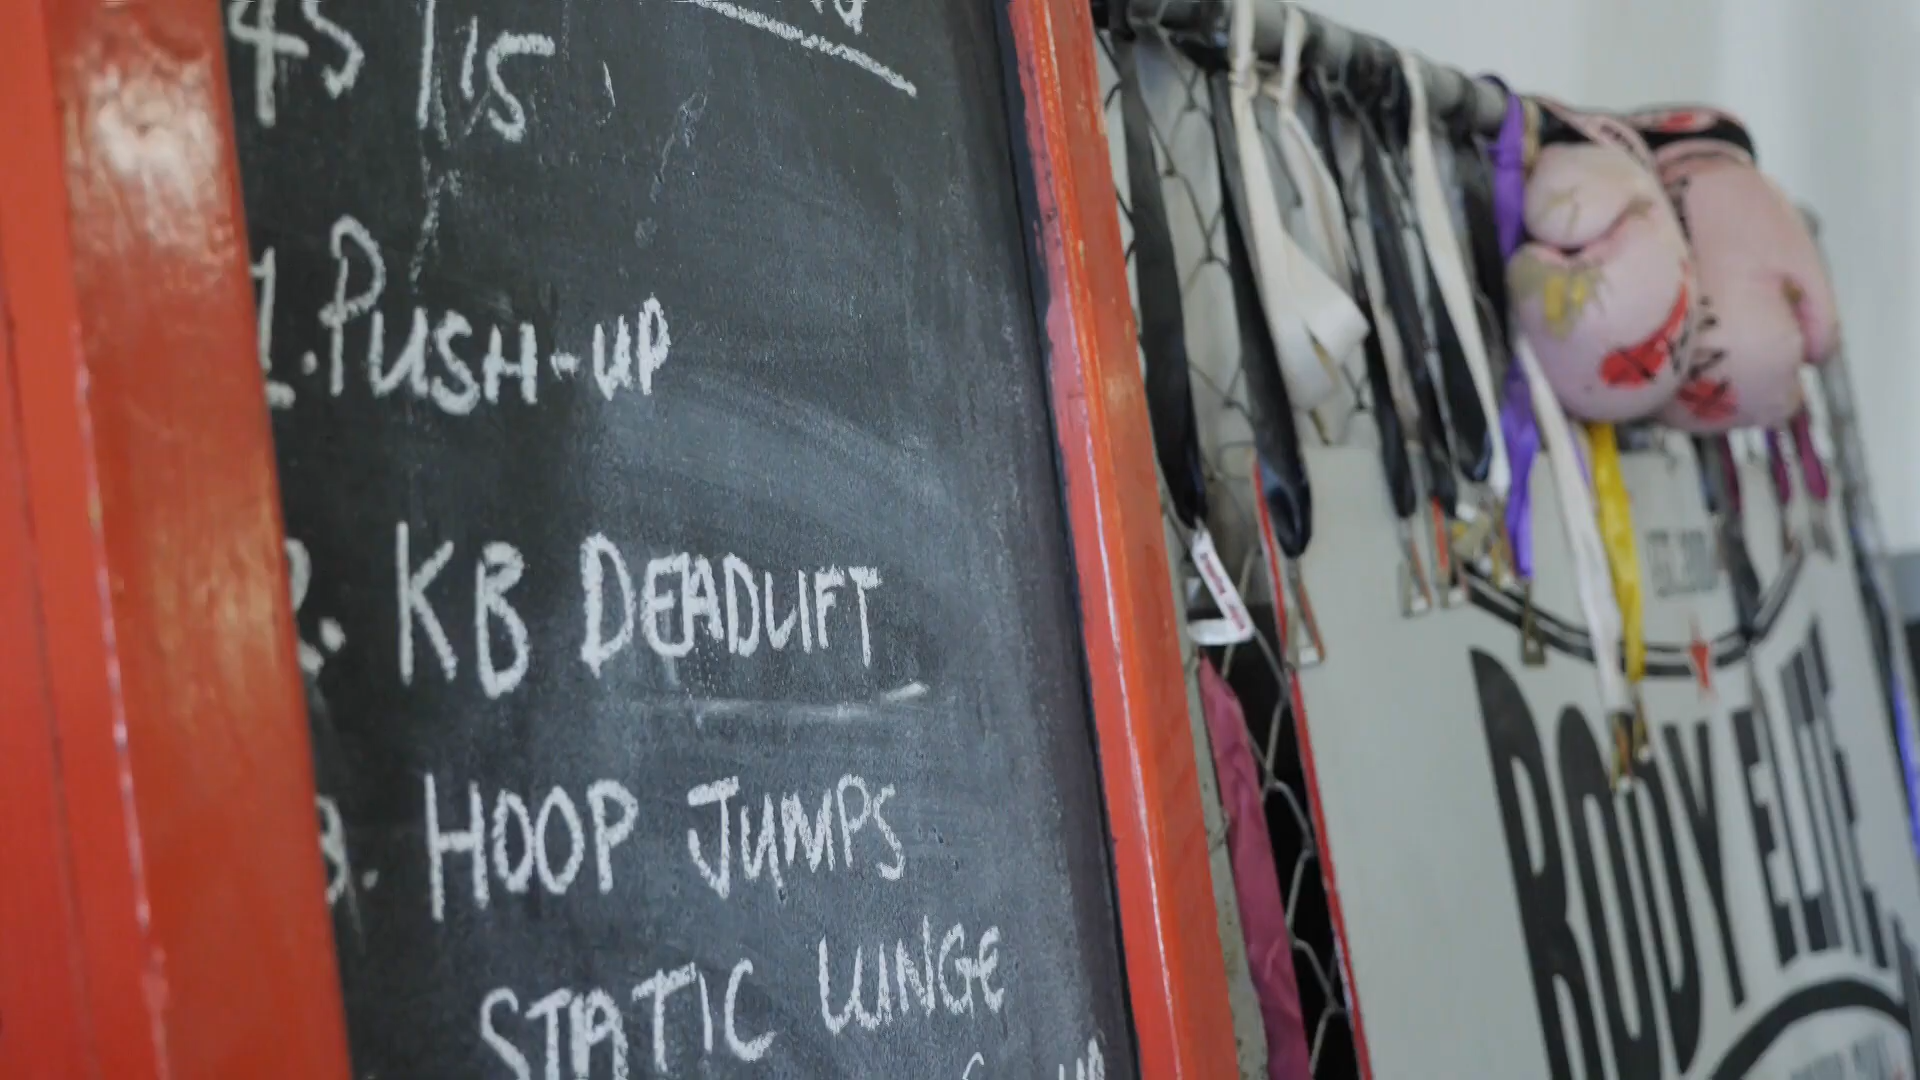 45/15
1. PUSH-UP
2. KB DEADLIFT
3. HOOP JUMPS
STATIC LUNGE
BODY ELITE